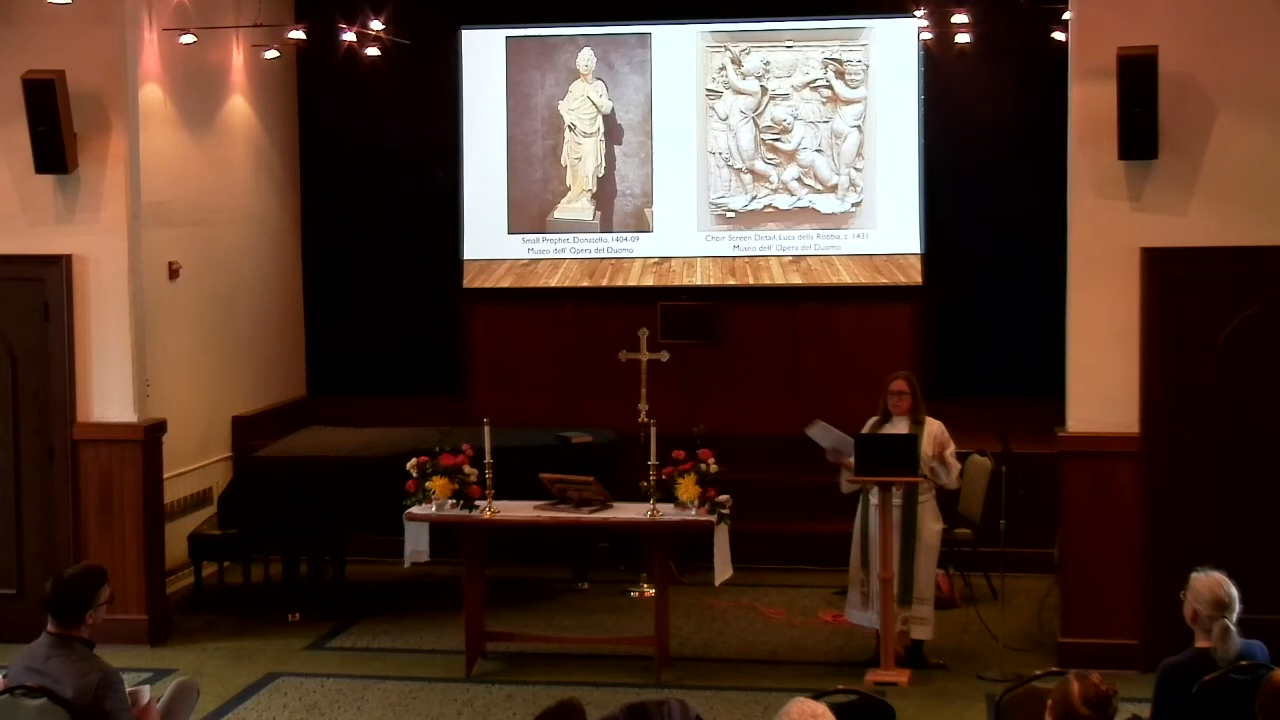 Small Prophet, Donatello, 1404-09
Museo dell' Opera del Duomo
Choir Screen Detail, Luca della Robbia, c. 1431
Museo dell' Opera del Duomo